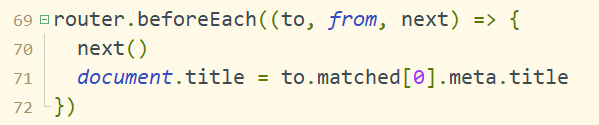 69 router.beforeEach((to, from, next) => {
70 next()
71 document.title = to.matched[0].meta.title
72 })